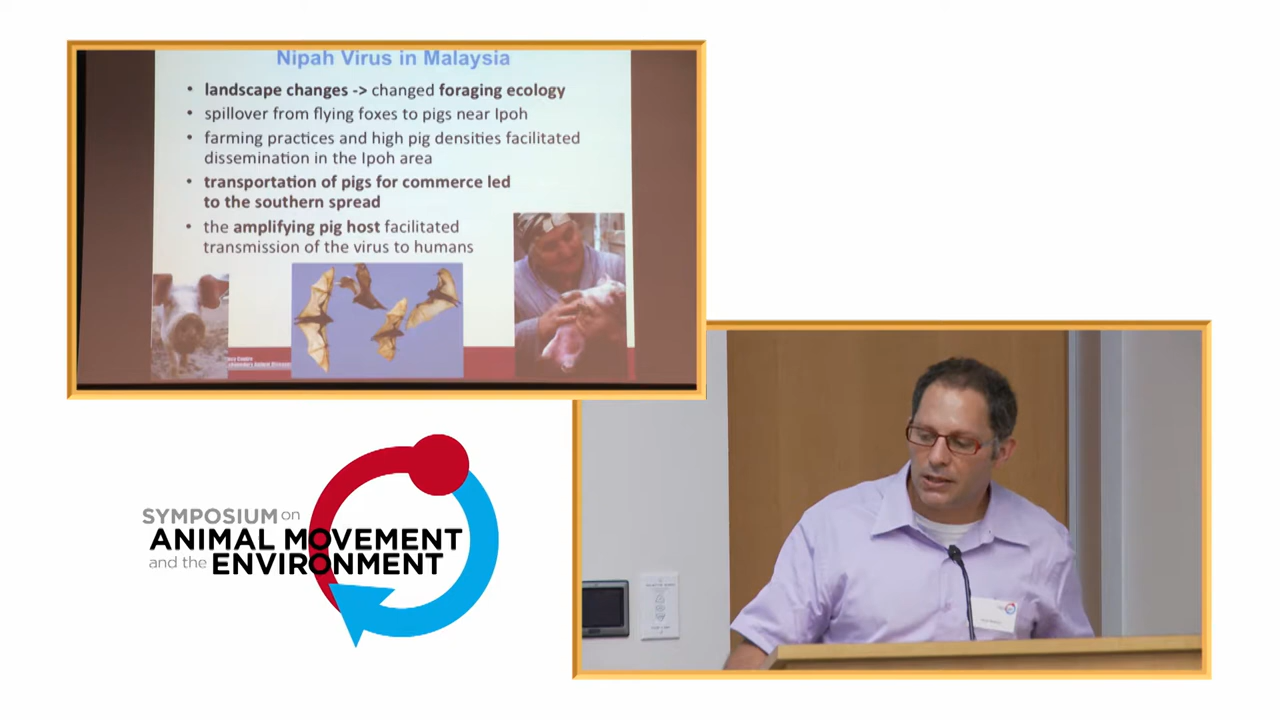 Nipah Virus in Malaysia
• landscape changes -> changed foraging ecology
• spillover from flying foxes to pigs near Ipoh
• farming practices and high pig densities facilitated
dissemination in the Ipoh area
• transportation of pigs for commerce led
to the southern spread
• the amplifying pig host facilitated
transmission of the virus to humans
SYMPOSIUM on
ANIMAL MOVEMENT
and the ENVIRONMENT